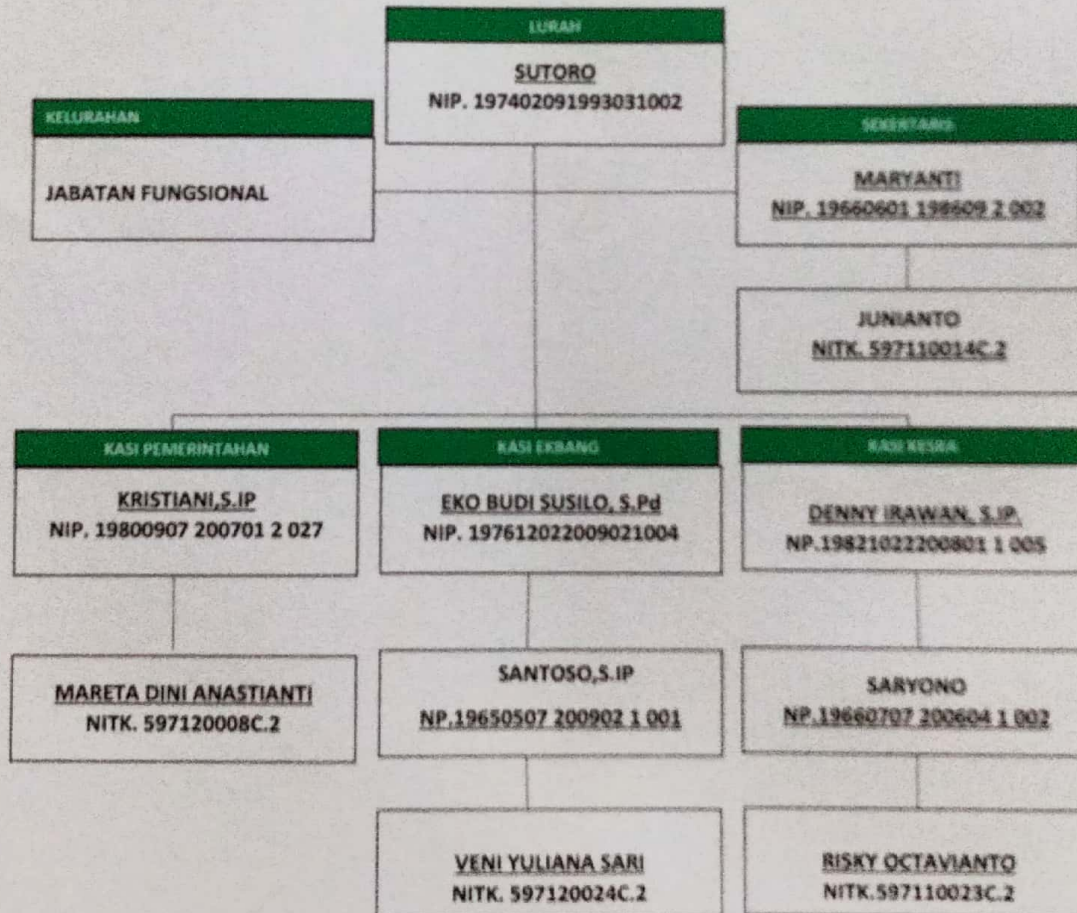 LURAH
SUTORO
NIP. 197402091993031002
KELURAHAN
JABATAN FUNGSIONAL
SEKERTARIS
MARYANTI
NIP. 19660601 198609 2 002
JUNIANTO
NITK. 597110014C.2
KASI PEMERINTAHAN
KRISTIANI,S.IP
NIP. 19800907 200701 2 027
MARETA DINI ANASTIANTI
NITK. 597120008C.2
KASI EKBANG
EKO BUDI SUSILO, S.Pd
NIP. 197612022009021004
SANTOSO,S.IP
NP.19650507 200902 1 001
VENI YULIANA SARI
NITK. 597120024C.2
KASI KESRA
DENNY IRAWAN, S.IP.
NP.19821022200801 1 005
SARYONO
NP.19660707 200604 1 002
RISKY OCTAVIANTO
NITK.597110023C.2